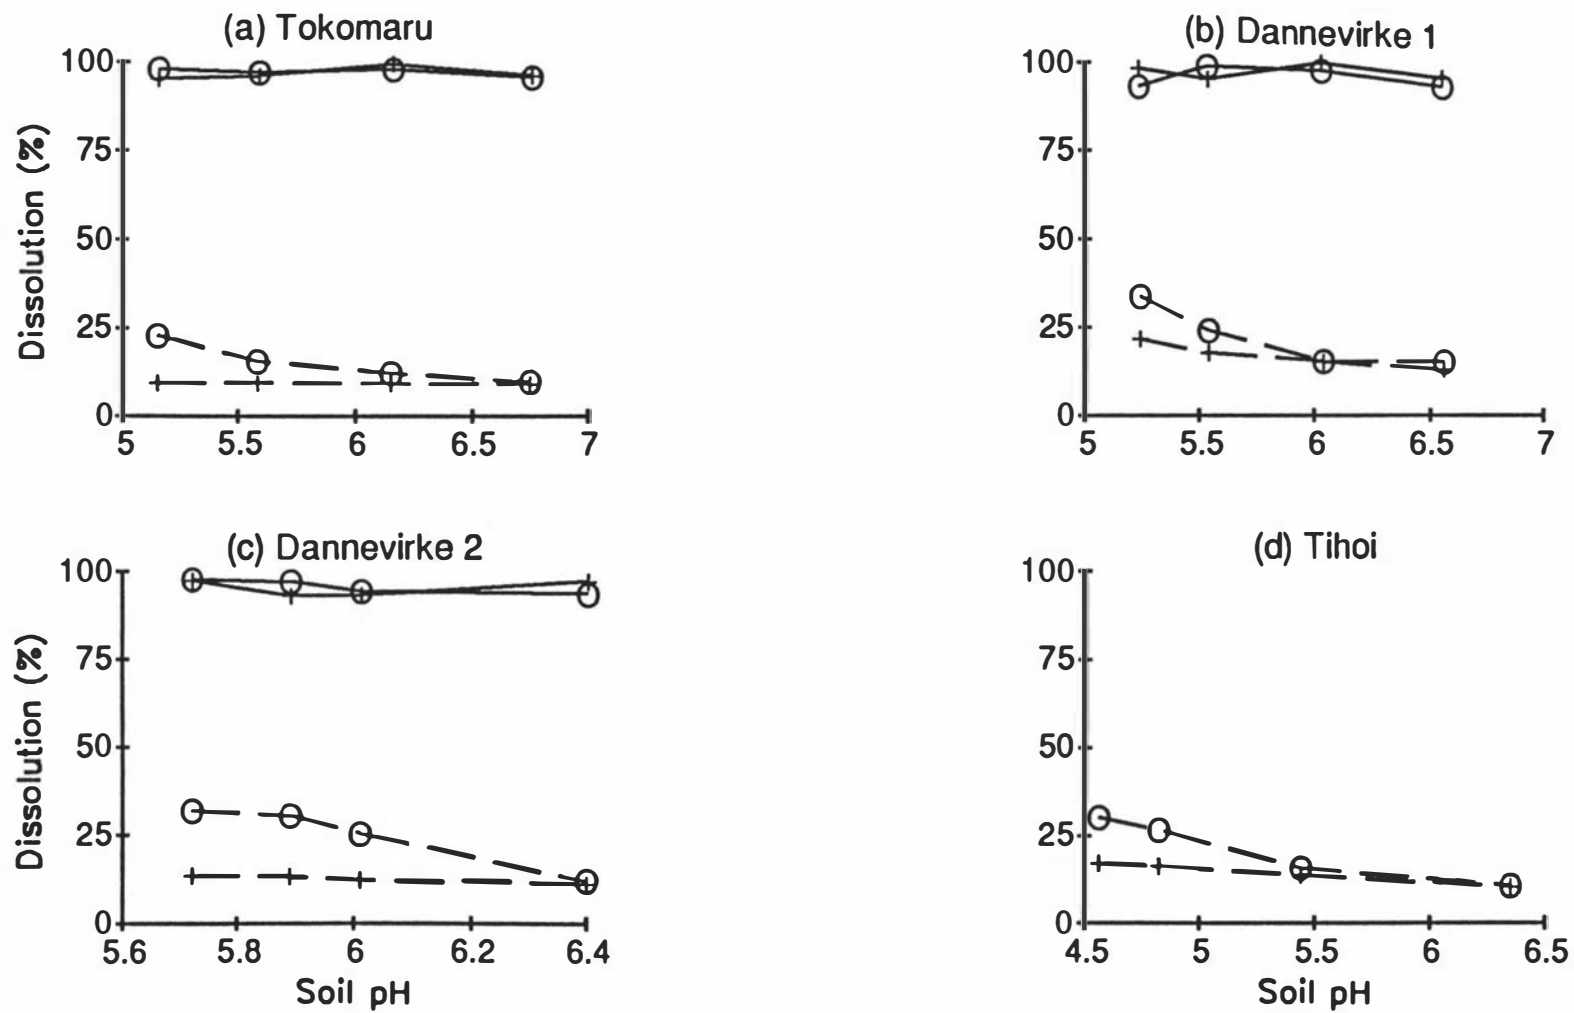 (a) Tokomaru
100
75
50
25
0
5 5.5 6 6.5 7
Dissolution (%)
(b) Dannevirke 1
100
75
50
25
0
5 5.5 6 6.5 7
(c) Dannevirke 2
100
75
50
25
0
5.6 5.8 6 6.2 6.4
Dissolution (%)
Soil pH
(d) Tihoi
100
75
50
25
0
4.5 5 5.5 6 6.5
Soil pH